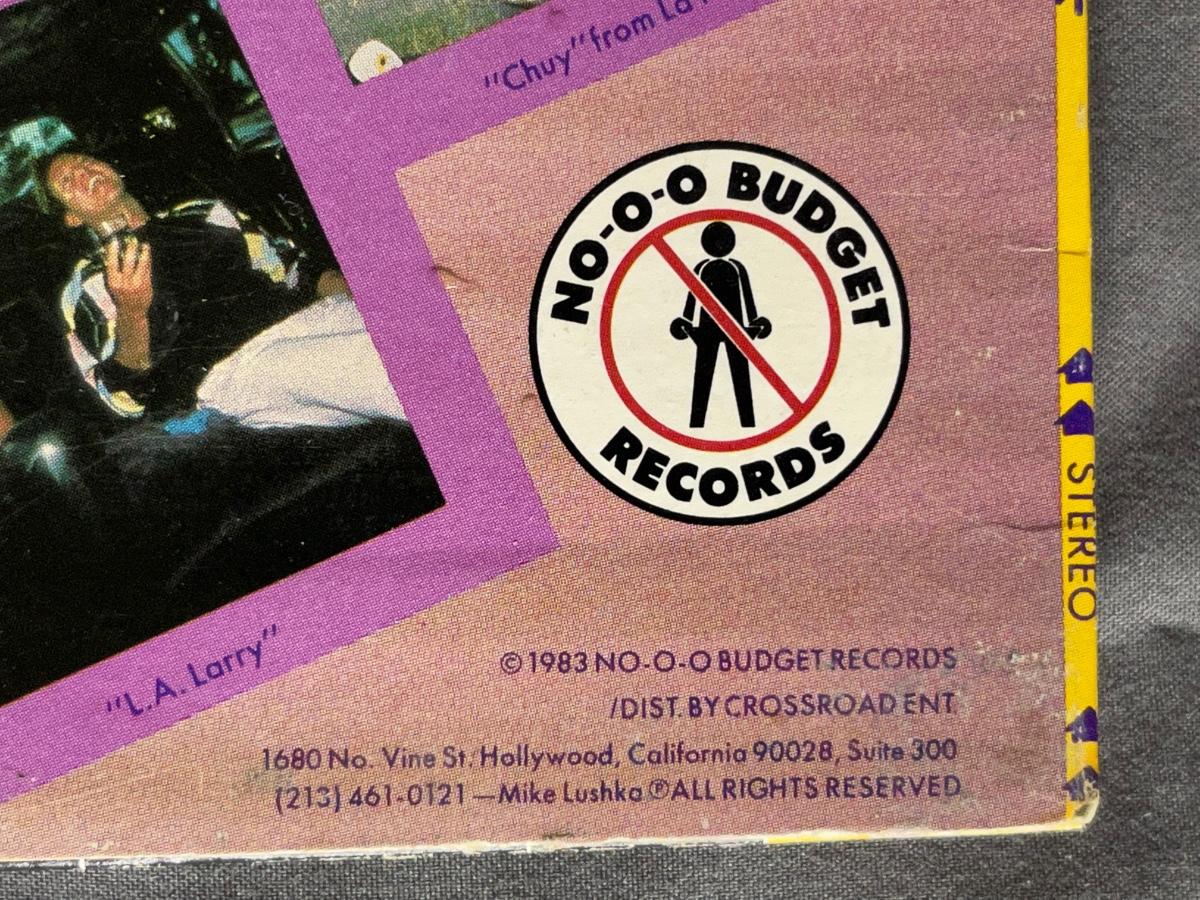 "Chuy" from La
NO-O-O BUDGET
RECORDS
STEREO
"L.A. Larry"
© 1983 NO-O-O BUDGET RECORDS
/DIST. BY CROSSROAD ENT.
1680 No. Vine St. Hollywood, California 90028, Suite 300
(213) 461-0121 —Mike Lushka ℗ ALL RIGHTS RESERVED